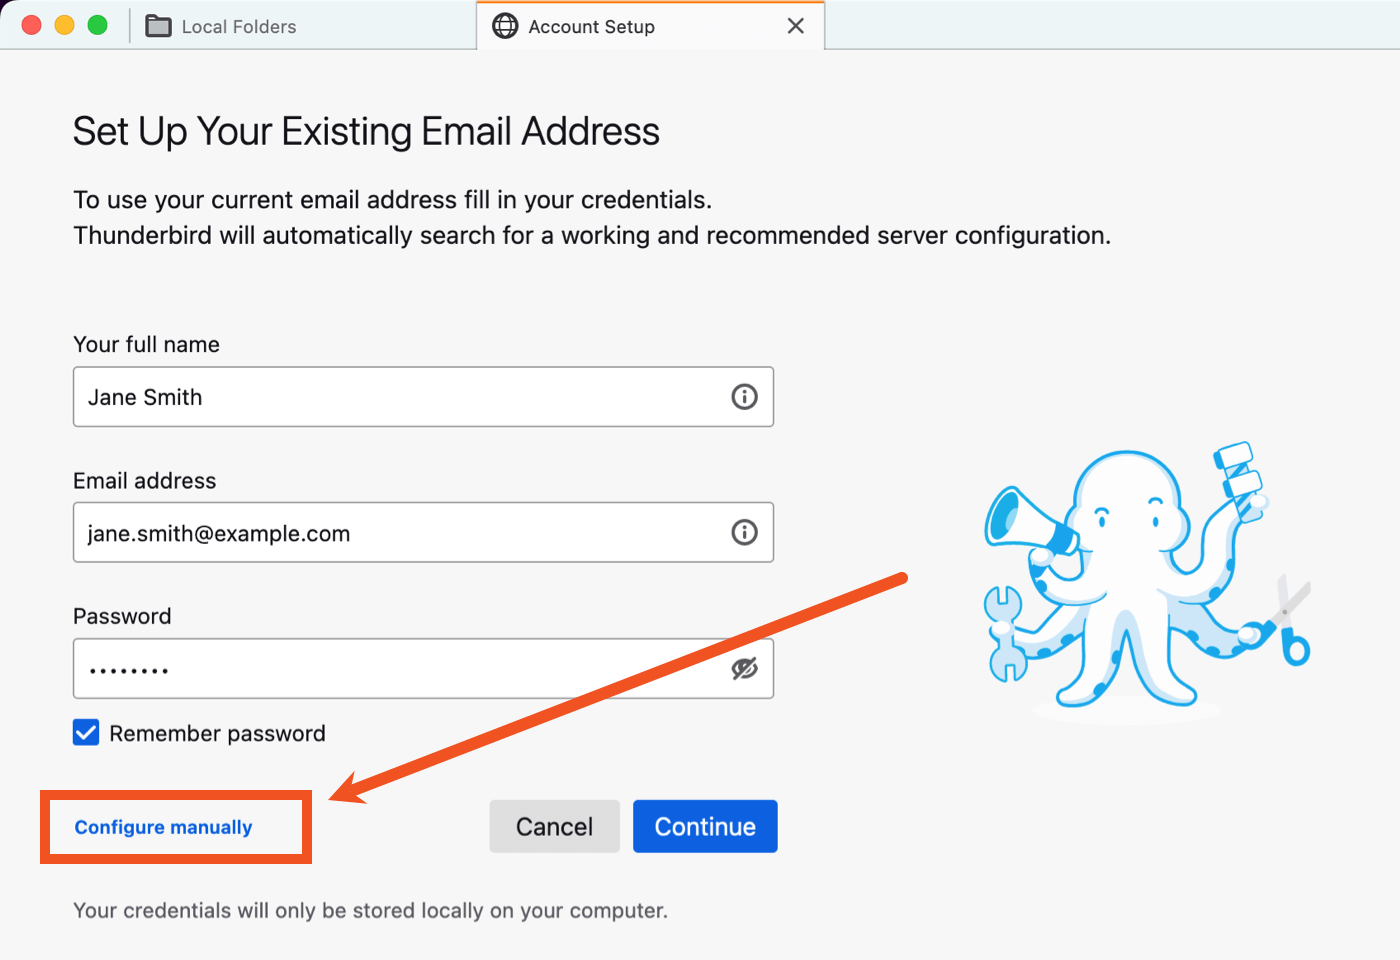 Local Folders
Account Setup
Set Up Your Existing Email Address
To use your current email address fill in your credentials.
Thunderbird will automatically search for a working and recommended server configuration.
Your full name
Jane Smith
Email address
jane.smith@example.com
Password
••••••••
Remember password
Configure manually
Cancel
Continue
Your credentials will only be stored locally on your computer.